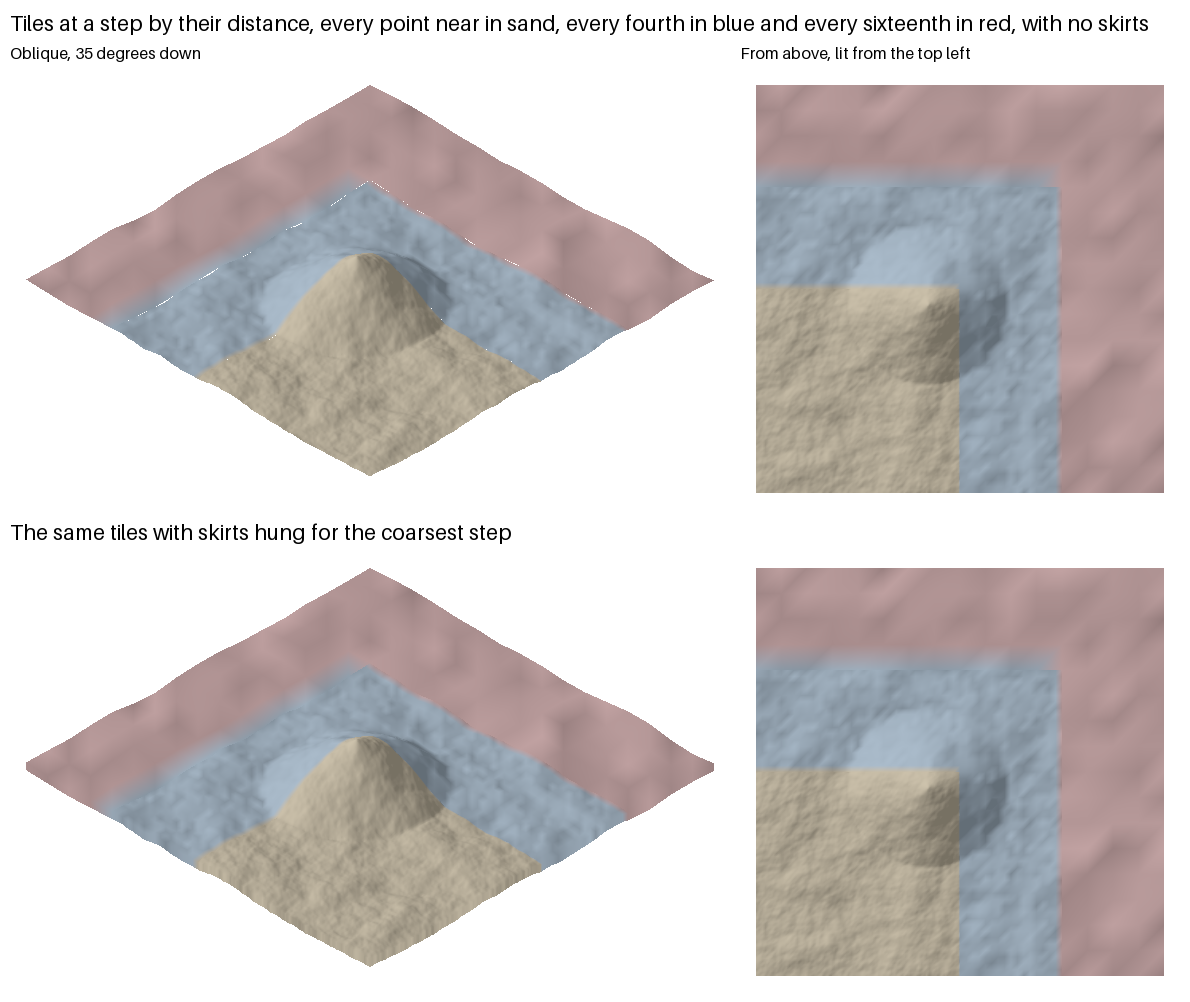 Tiles at a step by their distance, every point near in sand, every fourth in blue and every sixteenth in red, with no skirts
Oblique, 35 degrees down
From above, lit from the top left
The same tiles with skirts hung for the coarsest step